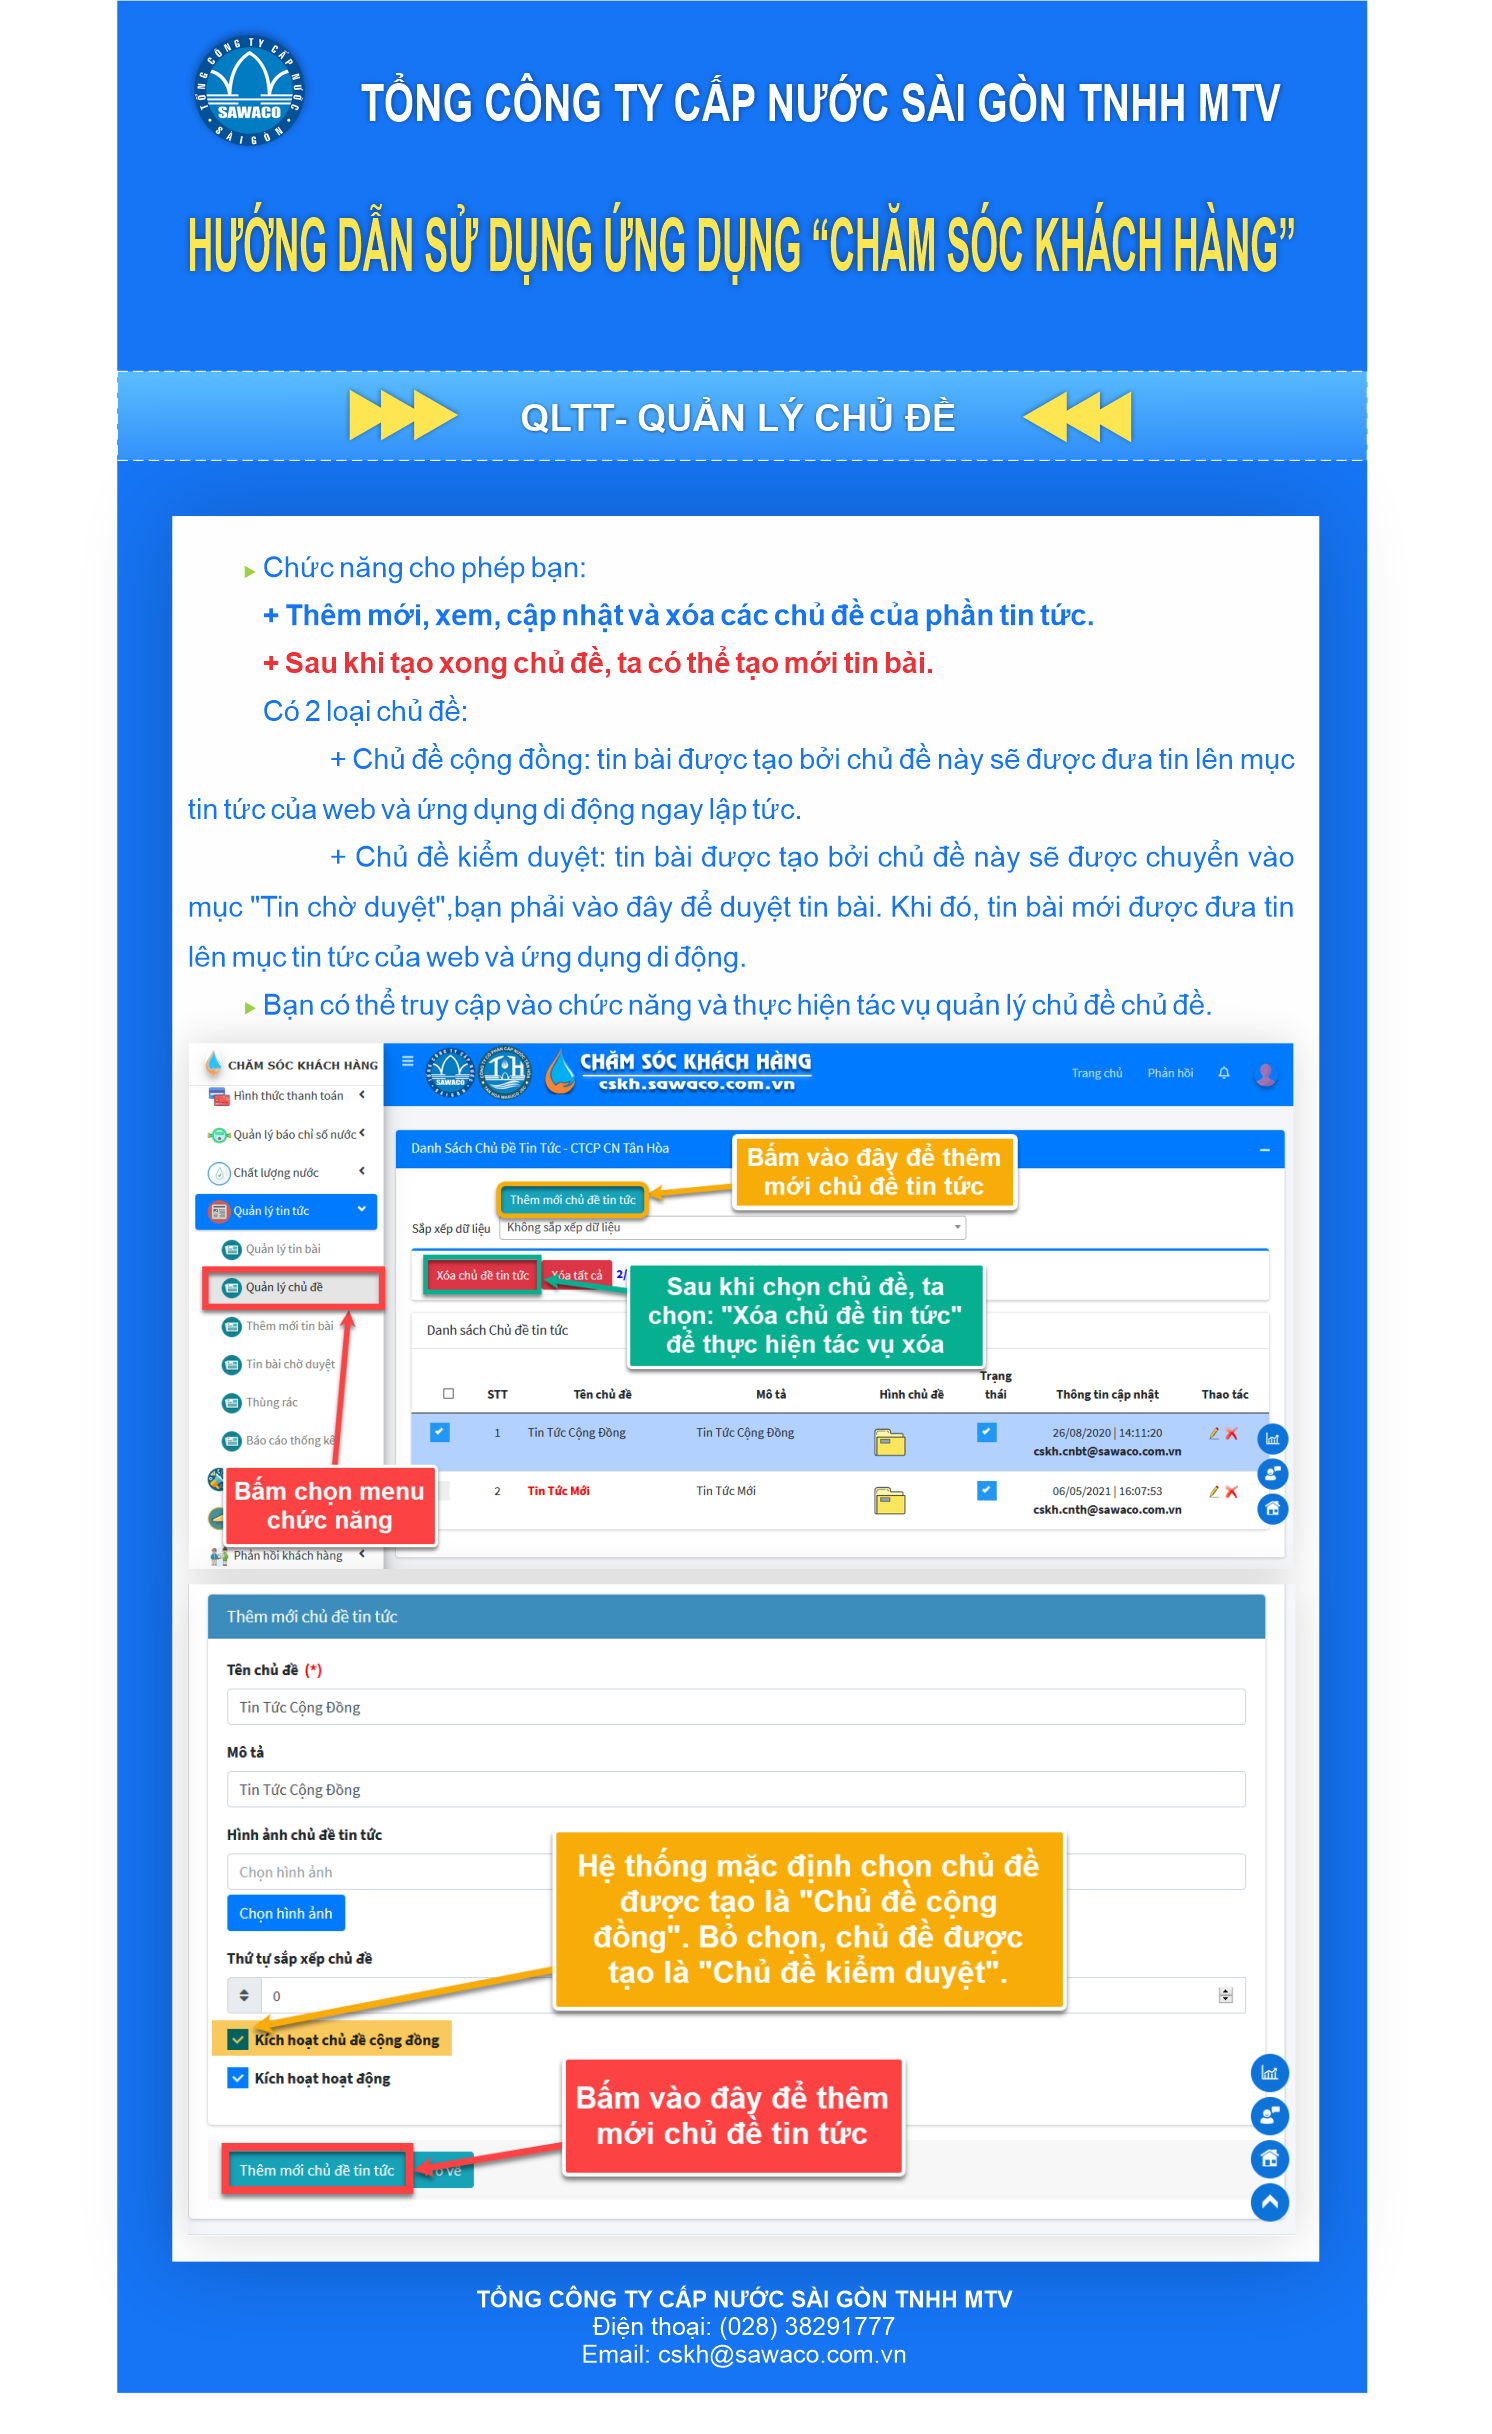 TỔNG CÔNG TY CẤP NƯỚC SÀI GÒN
SAWACO
TỔNG CÔNG TY CẤP NƯỚC SÀI GÒN TNHH MTV
HƯỚNG DẪN SỬ DỤNG ỨNG DỤNG “CHĂM SÓC KHÁCH HÀNG”
QLTT- QUẢN LÝ CHỦ ĐỀ
Chức năng cho phép bạn:
+ Thêm mới, xem, cập nhật và xóa các chủ đề của phần tin tức.
+ Sau khi tạo xong chủ đề, ta có thể tạo mới tin bài.
Có 2 loại chủ đề:
+ Chủ đề cộng đồng: tin bài được tạo bởi chủ đề này sẽ được đưa tin lên mục
tin tức của web và ứng dụng di động ngay lập tức.
+ Chủ đề kiểm duyệt: tin bài được tạo bởi chủ đề này sẽ được chuyển vào
mục "Tin chờ duyệt",bạn phải vào đây để duyệt tin bài. Khi đó, tin bài mới được đưa tin
lên mục tin tức của web và ứng dụng di động.
Bạn có thể truy cập vào chức năng và thực hiện tác vụ quản lý chủ đề chủ đề.
CHĂM SÓC KHÁCH HÀNG
SAWACO
CHĂM SÓC KHÁCH HÀNG
cskh.sawaco.com.vn
Trang chủ Phản hồi
Hình thức thanh toán
Quản lý báo chỉ số nước
Chất lượng nước
Quản lý tin tức
Quản lý tin bài
Quản lý chủ đề
Thêm mới tin bài
Tin bài chờ duyệt
Thùng rác
Báo cáo thống kê
Bấm chọn menu
chức năng
Phản hồi khách hàng
Danh Sách Chủ Đề Tin Tức - CTCP CN Tân Hòa
Bấm vào đây để thêm
mới chủ đề tin tức
Thêm mới chủ đề tin tức
Sắp xếp dữ liệu Không sắp xếp dữ liệu
Xóa chủ đề tin tức Xóa tất cả 2/
Sau khi chọn chủ đề, ta
chọn: "Xóa chủ đề tin tức"
để thực hiện tác vụ xóa
Danh sách Chủ đề tin tức
STT Tên chủ đề Mô tả Hình chủ đề Trạng thái Thông tin cập nhật Thao tác
1 Tin Tức Cộng Đồng Tin Tức Cộng Đồng 26/08/2020 | 14:11:20
cskh.cnbt@sawaco.com.vn
2 Tin Tức Mới Tin Tức Mới 06/05/2021 | 16:07:53
cskh.cnth@sawaco.com.vn
Thêm mới chủ đề tin tức
Tên chủ đề (*)
Tin Tức Cộng Đồng
Mô tả
Tin Tức Cộng Đồng
Hình ảnh chủ đề tin tức
Chọn hình ảnh
Chọn hình ảnh
Hệ thống mặc định chọn chủ đề
được tạo là "Chủ đề cộng
đồng". Bỏ chọn, chủ đề được
tạo là "Chủ đề kiểm duyệt".
Thứ tự sắp xếp chủ đề
0
Kích hoạt chủ đề cộng đồng
Kích hoạt hoạt động
Bấm vào đây để thêm
mới chủ đề tin tức
Thêm mới chủ đề tin tức
TỔNG CÔNG TY CẤP NƯỚC SÀI GÒN TNHH MTV
Điện thoại: (028) 38291777
Email: cskh@sawaco.com.vn